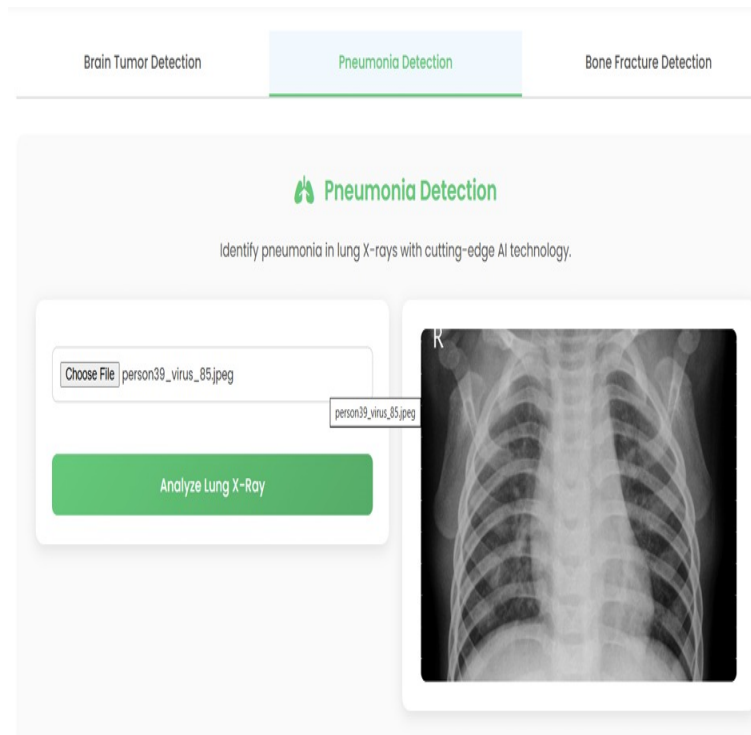 Brain Tumor Detection
Pneumonia Detection
Bone Fracture Detection
Pneumonia Detection
Identify pneumonia in lung X-rays with cutting-edge AI technology.
Choose File person39_virus_85.jpeg
person39_virus_85.jpeg
Analyze Lung X-Ray
R